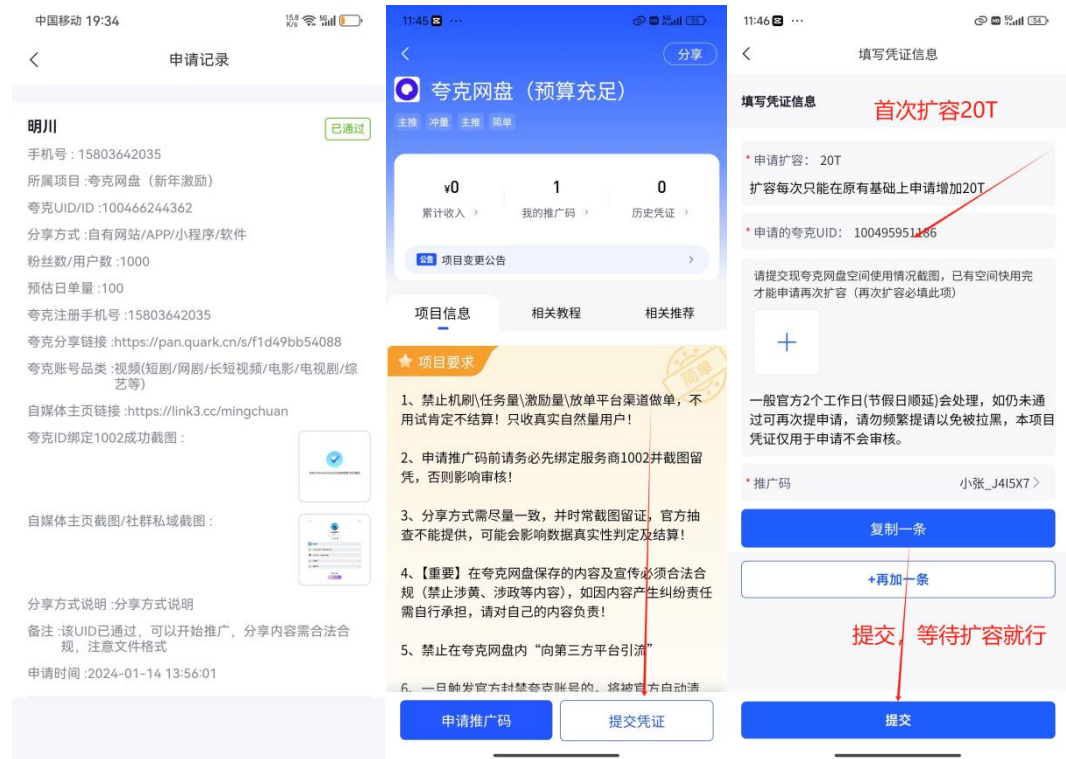 中国移动 19:34
15.8 K/s 5G
申请记录
明川
已通过
手机号 : 15803642035
所属项目 :夸克网盘（新年激励）
夸克UID/ID :100466244362
分享方式 :自有网站/APP/小程序/软件
粉丝数/用户数 :1000
预估日单量 :100
夸克注册手机号 :15803642035
夸克分享链接 :https://pan.quark.cn/s/f1d49bb54088
夸克账号品类 :视频(短剧/网剧/长短视频/电影/电视剧/综
艺等)
自媒体主页链接 :https://link3.cc/mingchuan
夸克ID绑定1002成功截图 :
自媒体主页截图/社群私域截图 :
分享方式说明 :分享方式说明
备注 :该UID已通过，可以开始推广，分享内容需合法合
规，注意文件格式
申请时间 :2024-01-14 13:56:01
11:45 ···
5G 35
分享
夸克网盘（预算充足）
主推 冲量 主推 简单
¥0 1 0
累计收入 我的推广码 历史凭证
公告 项目变更公告
项目信息 相关教程 相关推荐
项目要求
简单
1、禁止机刷\任务量\激励量\放单平台渠道做单，不
用试肯定不结算！只收真实自然量用户！
2、申请推广码前请务必先绑定服务商1002并截图留
凭，否则影响审核！
3、分享方式需尽量一致，并时常截图留证，官方抽
查不能提供，可能会影响数据真实性判定及结算！
4、【重要】在夸克网盘保存的内容及宣传必须合法合
规（禁止涉黄、涉政等内容），如因内容产生纠纷责任
需自行承担，请对自己的内容负责！
5、禁止在夸克网盘内“向第三方平台引流”
6、一旦触发官方封禁夸克账号的，将被官方自动清
申请推广码 提交凭证
11:46 ···
5G 34
填写凭证信息
填写凭证信息
首次扩容20T
* 申请扩容： 20T
扩容每次只能在原有基础上申请增加20T
* 申请的夸克UID： 100495951186
请提交现夸克网盘空间使用情况截图，已有空间快用完
才能申请再次扩容（再次扩容必填此项）
一般官方2个工作日(节假日顺延)会处理，如仍未通
过可再次提申请，请勿频繁提请以免被拉黑，本项目
凭证仅用于申请不会审核。
* 推广码 小张_J4I5X7
复制一条
+再加一条
提交，等待扩容就行
提交